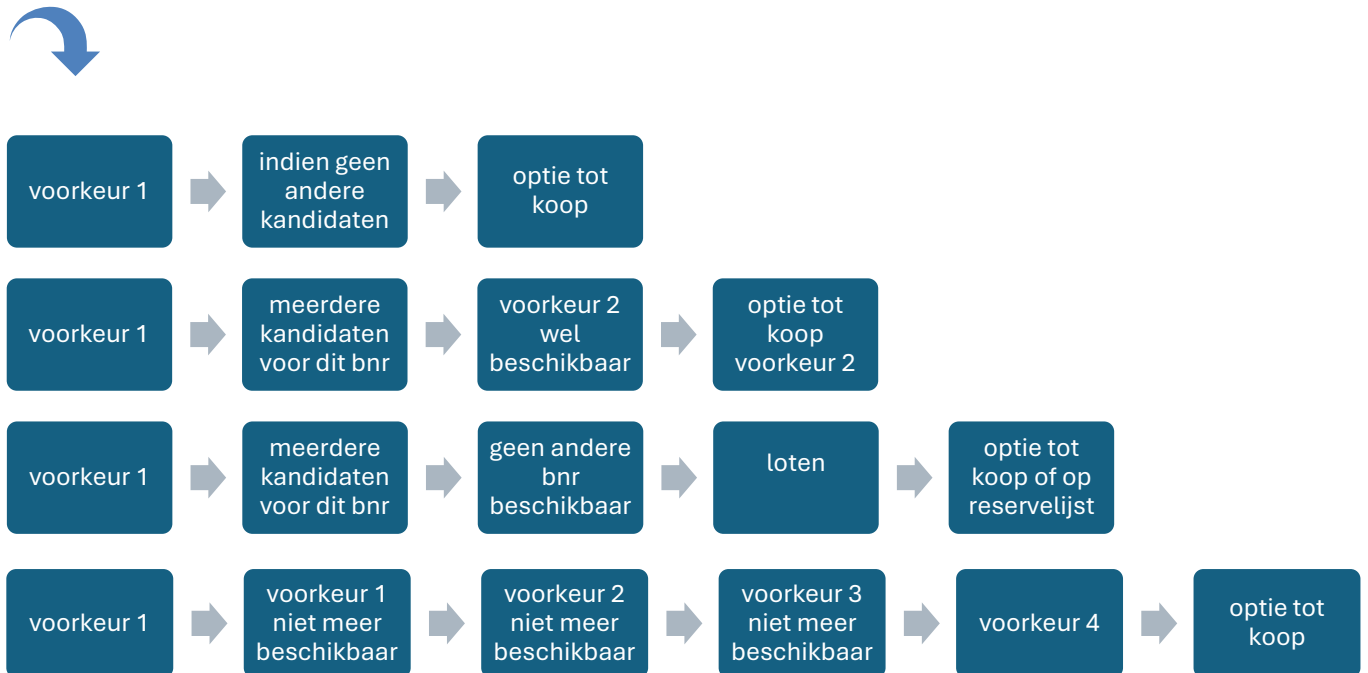 voorkeur 1
indien geen
andere
kandidaten
optie tot
koop
voorkeur 1
meerdere
kandidaten
voor dit bnr
voorkeur 2
wel
beschikbaar
optie tot
koop
voorkeur 2
voorkeur 1
meerdere
kandidaten
voor dit bnr
geen andere
bnr
beschikbaar
loten
optie tot
koop of op
reservelijst
voorkeur 1
voorkeur 1
niet meer
beschikbaar
voorkeur 2
niet meer
beschikbaar
voorkeur 3
niet meer
beschikbaar
voorkeur 4
optie tot
koop